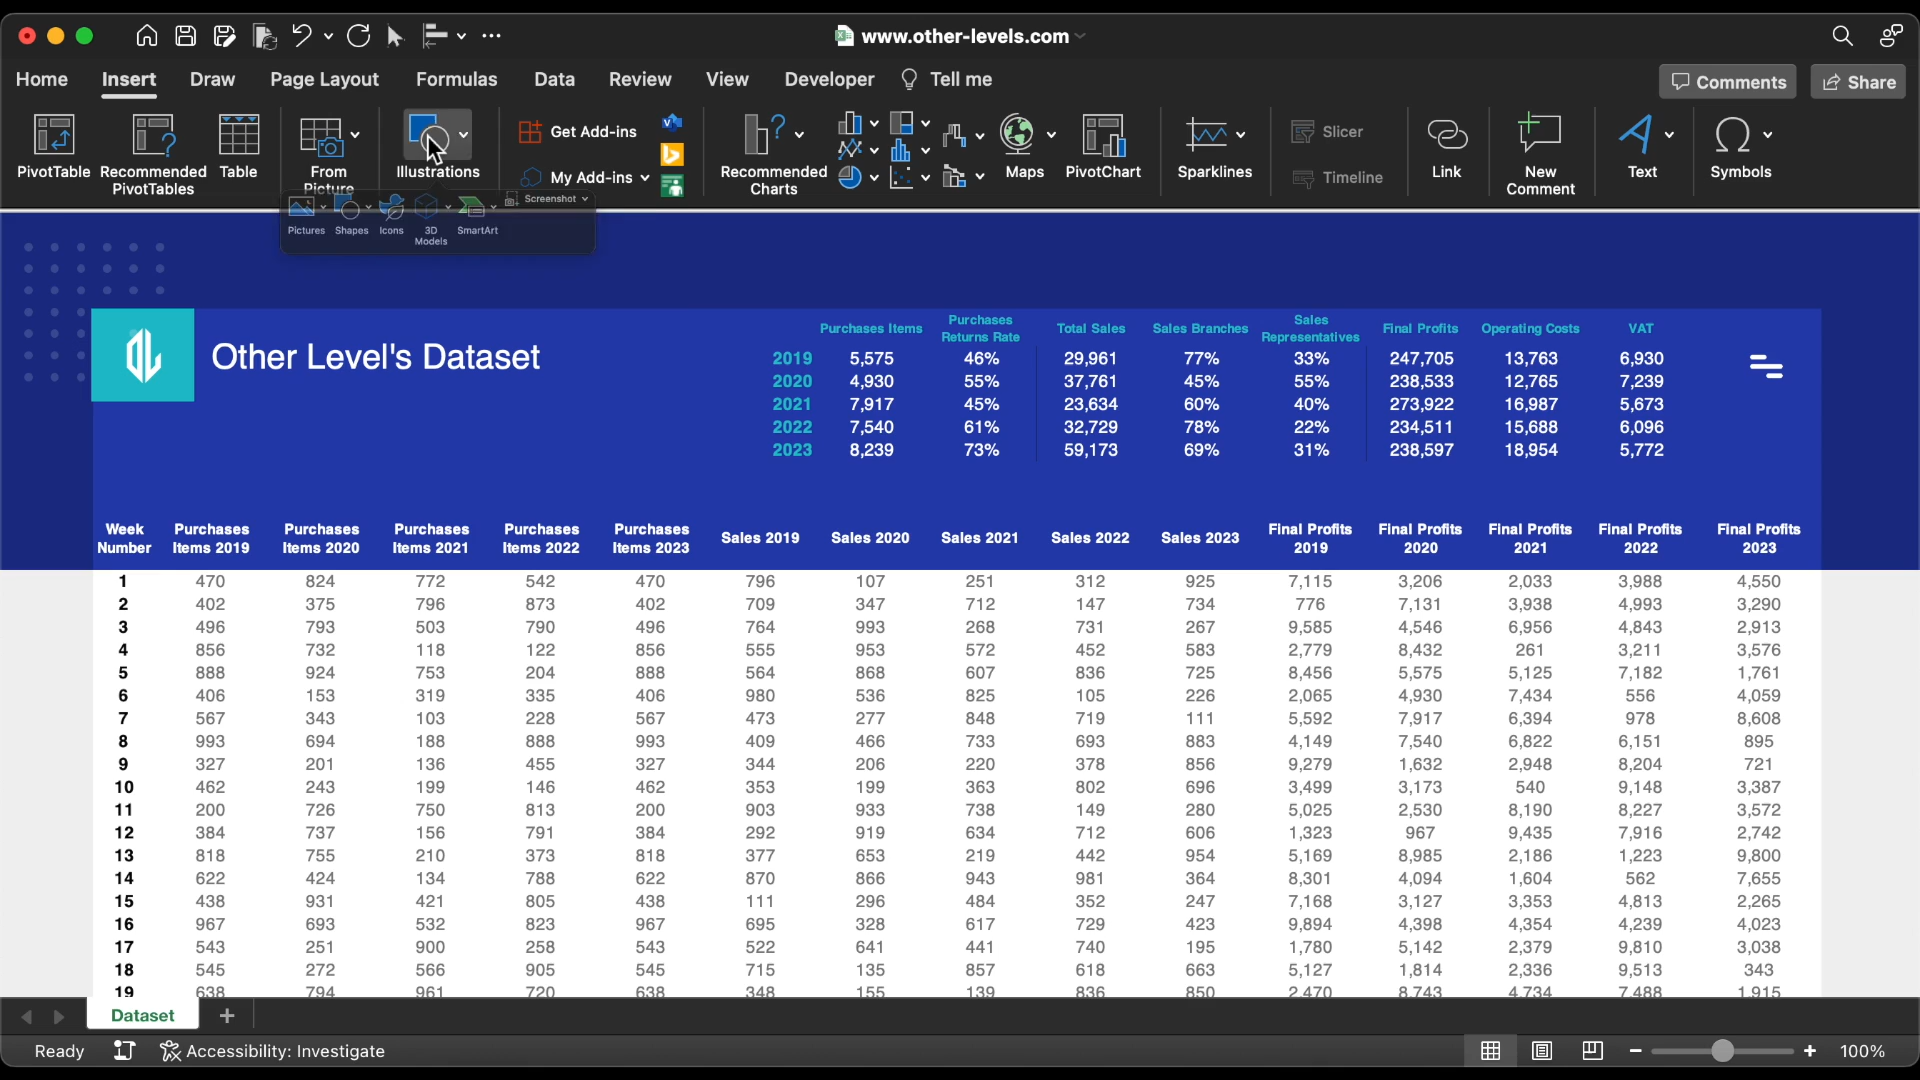 www.other-levels.com
Home Insert Draw Page Layout Formulas Data Review View Developer Tell me Comments Share
PivotTable
Recommended
PivotTables
Table
From
Picture
Illustrations
Get Add-ins
My Add-ins
Recommended
Charts
Maps
PivotChart
Sparklines
Slicer
Timeline
Link
New
Comment
Text
Symbols
Pictures Shapes Icons 3D
Models
SmartArt Screenshot
Other Level's Dataset
Purchases Items Purchases
Returns Rate Total Sales Sales Branches Sales
Representatives Final Profits Operating Costs VAT
2019 5,575 46% 29,961 77% 33% 247,705 13,763 6,930
2020 4,930 55% 37,761 45% 55% 238,533 12,765 7,239
2021 7,917 45% 23,634 60% 40% 273,922 16,987 5,673
2022 7,540 61% 32,729 78% 22% 234,511 15,688 6,096
2023 8,239 73% 59,173 69% 31% 238,597 18,954 5,772
Week Purchases Purchases Purchases Purchases Purchases Sales 2019 Sales 2020 Sales 2021 Sales 2022 Sales 2023 Final Profits Final Profits Final Profits Final Profits Final Profits
Number Items 2019 Items 2020 Items 2021 Items 2022 Items 2023 2019 2020 2021 2022 2023
1 470 824 772 542 470 796 107 251 312 925 7,115 3,206 2,033 3,988 4,550
2 402 375 796 873 402 709 347 712 147 734 776 7,131 3,938 4,993 3,290
3 496 793 503 790 496 764 993 268 731 267 9,585 4,546 6,956 4,843 2,913
4 856 732 118 122 856 555 953 572 452 583 2,779 8,432 261 3,211 3,576
5 888 924 753 204 888 564 868 607 836 725 8,456 5,575 5,125 7,182 1,761
6 406 153 319 335 406 980 536 825 105 226 2,065 4,930 7,434 556 4,059
7 567 343 103 228 567 473 277 848 719 111 5,592 7,917 6,394 978 8,608
8 993 694 188 888 993 409 466 733 693 883 4,149 7,540 6,822 6,151 895
9 327 201 136 455 327 344 206 220 378 856 9,279 1,632 2,948 8,204 721
10 462 243 199 146 462 353 199 363 802 696 3,499 3,173 540 9,148 3,387
11 200 726 750 813 200 903 933 738 149 280 5,025 2,530 8,190 8,227 3,572
12 384 737 156 791 384 292 919 634 712 606 1,323 967 9,435 7,916 2,742
13 818 755 210 373 818 377 653 219 442 954 5,169 8,985 2,186 1,223 9,800
14 622 424 134 788 622 870 866 943 981 364 8,301 4,094 1,604 562 7,655
15 438 931 421 805 438 111 296 484 352 247 7,168 3,127 3,353 4,813 2,265
16 967 693 532 823 967 695 328 617 729 423 9,894 4,398 4,354 4,239 4,023
17 543 251 900 258 543 522 641 441 740 195 1,780 5,142 2,379 9,810 3,038
18 545 272 566 905 545 715 135 857 618 663 5,127 1,814 2,336 9,513 343
19 638 794 961 720 638 348 155 139 836 850 2,470 8,743 4,734 7,488 1,915
Dataset
Ready Accessibility: Investigate 100%